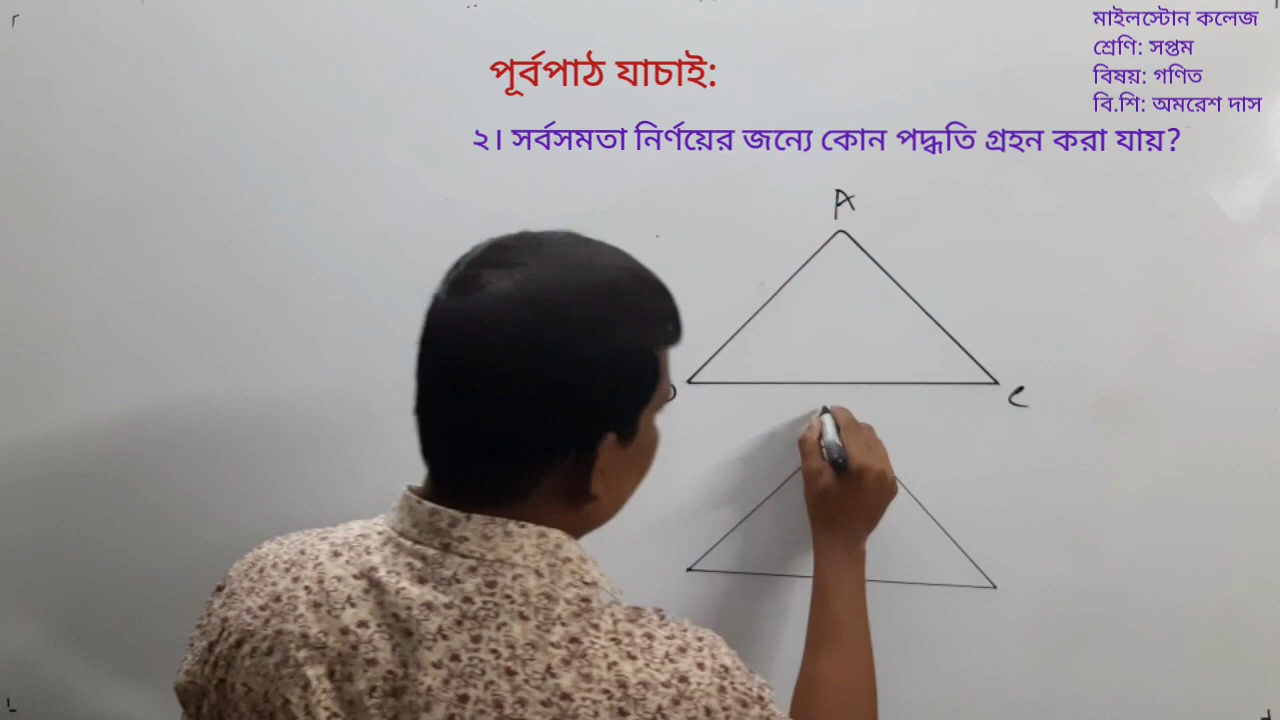 মাইলস্টোন কলেজ
শ্রেণি: সপ্তম
বিষয়: গণিত
বি.শি: অমরেশ দাস
পূর্বপাঠ যাচাই:
২। সর্বসমতা নির্ণয়ের জন্যে কোন পদ্ধতি গ্রহন করা যায়?
A
C